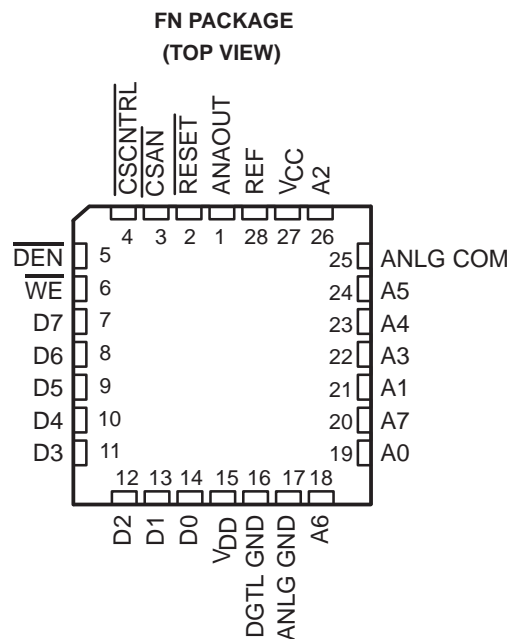 FN PACKAGE
(TOP VIEW)
CSCNTRL
CSAN
RESET
ANAOUT
REF
VCC
A2
4 3 2 1 28 27 26
DEN 5
WE 6
D7 7
D6 8
D5 9
D4 10
D3 11
25 ANLG COM
24 A5
23 A4
22 A3
21 A1
20 A7
19 A0
12 13 14 15 16 17 18
D2
D1
D0
VDD
DGTL GND
ANLG GND
A6